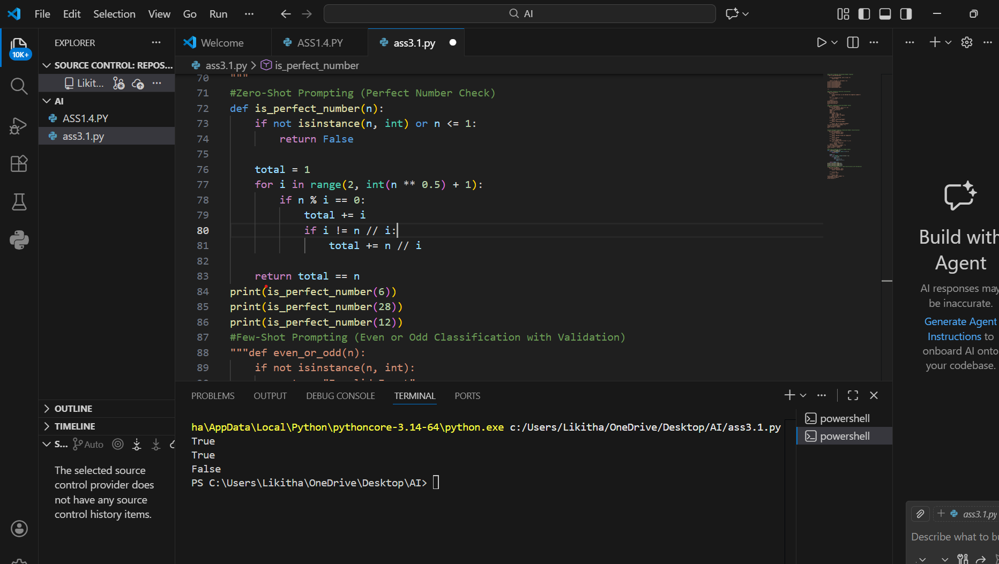 File Edit Selection View Go Run
AI
EXPLORER
10K+
SOURCE CONTROL: REPOS...
Likit...
AI
ASS1.4.PY
ass3.1.py
OUTLINE
TIMELINE
S... Auto
The selected source
control provider does
not have any source
control history items.
Welcome
ASS1.4.PY
ass3.1.py
ass3.1.py > is_perfect_number
70 """
71 #Zero-Shot Prompting (Perfect Number Check)
72 def is_perfect_number(n):
73     if not isinstance(n, int) or n <= 1:
74         return False
75
76     total = 1
77     for i in range(2, int(n ** 0.5) + 1):
78         if n % i == 0:
79             total += i
80             if i != n // i:
81                 total += n // i
82
83     return total == n
84 print(is_perfect_number(6))
85 print(is_perfect_number(28))
86 print(is_perfect_number(12))
87 #Few-Shot Prompting (Even or Odd Classification with Validation)
88 """def even_or_odd(n):
89     if not isinstance(n, int):
PROBLEMS OUTPUT DEBUG CONSOLE TERMINAL PORTS
ha\AppData\Local\Python\pythoncore-3.14-64\python.exe c:/Users/Likitha/OneDrive/Desktop/AI/ass3.1.py
True
True
False
PS C:\Users\Likitha\OneDrive\Desktop\AI>
powershell
powershell
Build with
Agent
AI responses may
be inaccurate.
Generate Agent
Instructions to
onboard AI onto
your codebase.
ass3.1.py
Describe what to bu